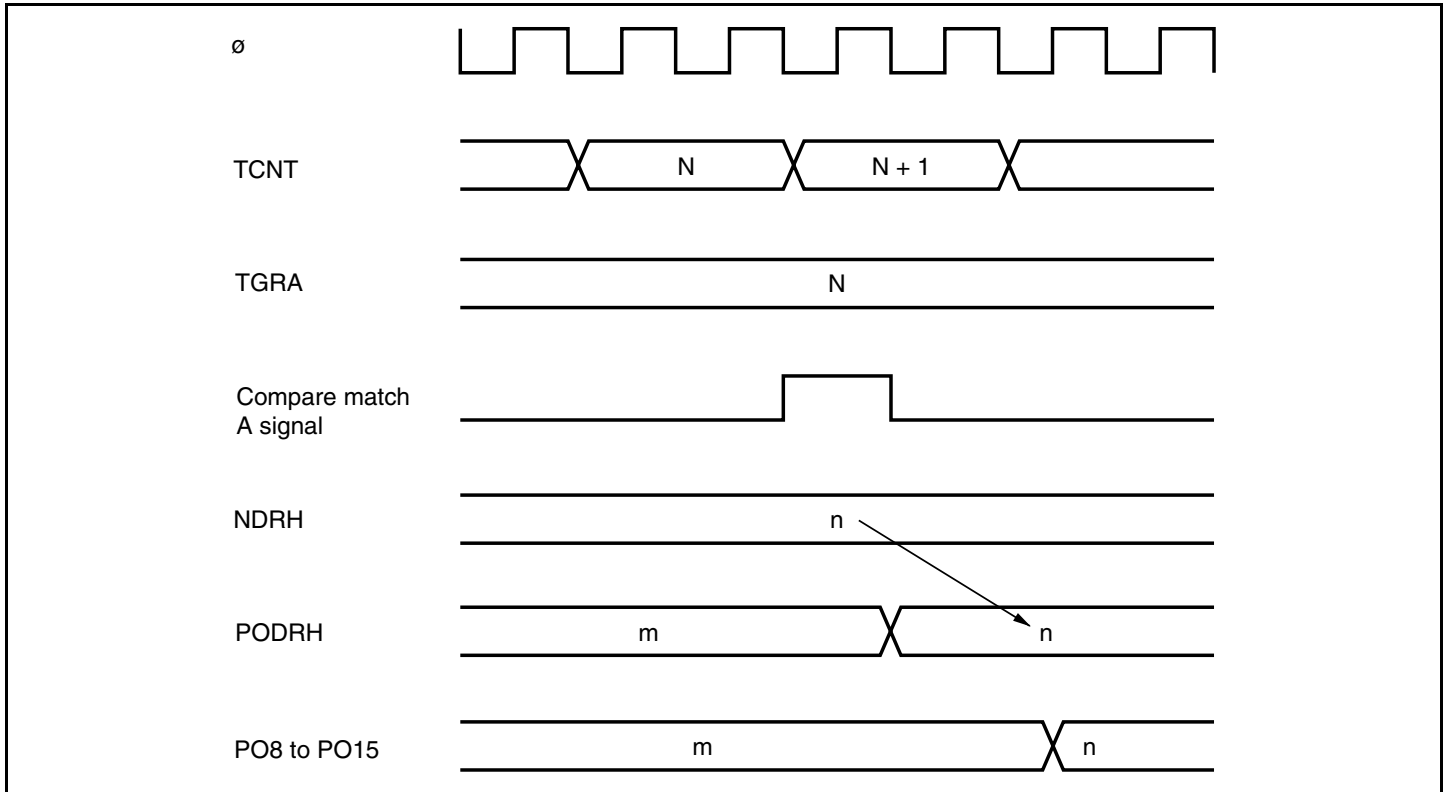 ø
TCNT
N
N + 1
TGRA
N
Compare match
A signal
NDRH
n
PODRH
m
n
PO8 to PO15
m
n